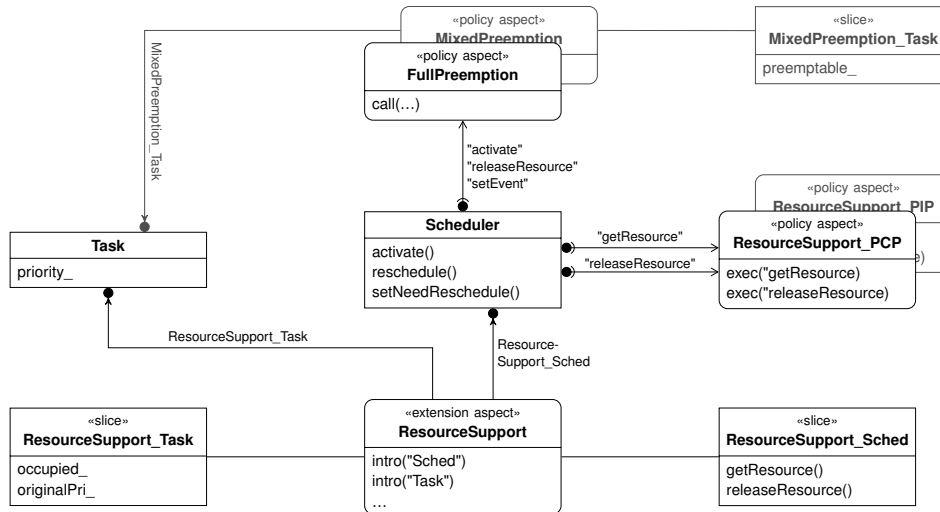 «policy aspect»
MixedPreemption
«slice»
MixedPreemption_Task
preemptable_
«policy aspect»
FullPreemption
call(…)
MixedPreemption_Task
"activate"
"releaseResource"
"setEvent"
«policy aspect»
ResourceSupport_PIP
)
Task
priority_
Scheduler
activate()
reschedule()
setNeedReschedule()
"getResource"
"releaseResource"
«policy aspect»
ResourceSupport_PCP
exec("getResource)
exec("releaseResource)
ResourceSupport_Task
Resource-
Support_Sched
«slice»
ResourceSupport_Task
occupied_
originalPri_
«extension aspect»
ResourceSupport
intro("Sched")
intro("Task")
…
«slice»
ResourceSupport_Sched
getResource()
releaseResource()